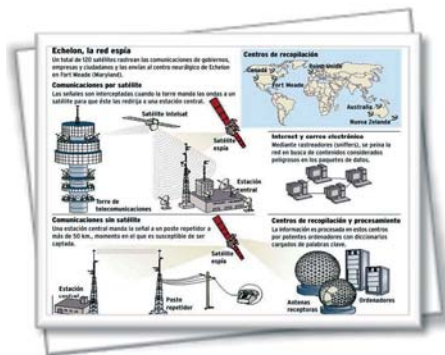 Echelon, la red espía
Un total de 120 satélites rastrean las comunicaciones de gobiernos,
empresas y ciudadanos y las envían al centro neurálgico de Echelon
en Fort Meade (Maryland).
Comunicaciones por satélite
Las señales son interceptadas cuando la torre manda las ondas a un
satélite para que éste las redirija a una estación central.
Satélite Intelsat
Satélite
espía
Estación
central
Torre de
telecomunicaciones
Centros de recopilación
Canadá
Reino Unido
Fort Meade
Australia
Nueva Zelanda
Internet y correo electrónico
Mediante rastreadores (sniffers), se peina la
red en busca de contenidos considerados
peligrosos en los paquetes de datos.
Comunicaciones sin satélite
Una estación central manda la señal a un poste repetidor a
más de 50 km., momento en el que es susceptible de ser
captada.
Satélite
espía
Estación
central
Poste
repetidor
Centros de recopilación y procesamiento
La información es procesada en estos centros
por potentes ordenadores con diccionarios
cargados de palabras clave.
Antenas
receptoras
Ordenadores